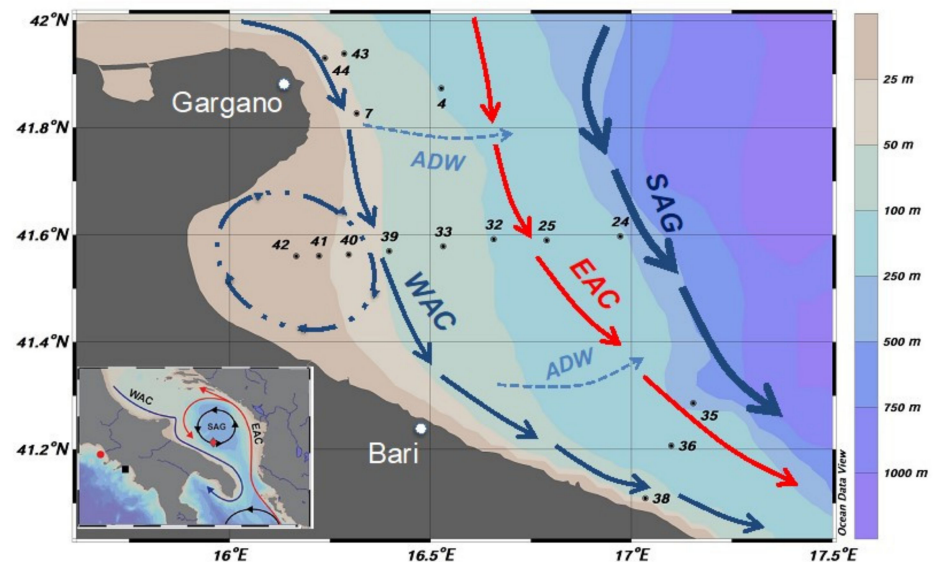 42°N
41.8°N
41.6°N
41.4°N
41.2°N
16°E
16.5°E
17°E
17.5°E
Gargano
Bari
43
44
4
7
ADW
SAG
42
41
40
39
33
32
25
24
WAC
EAC
ADW
35
36
38
WAC
SAG
EAC
25 m
50 m
100 m
250 m
500 m
750 m
1000 m
Ocean Data View